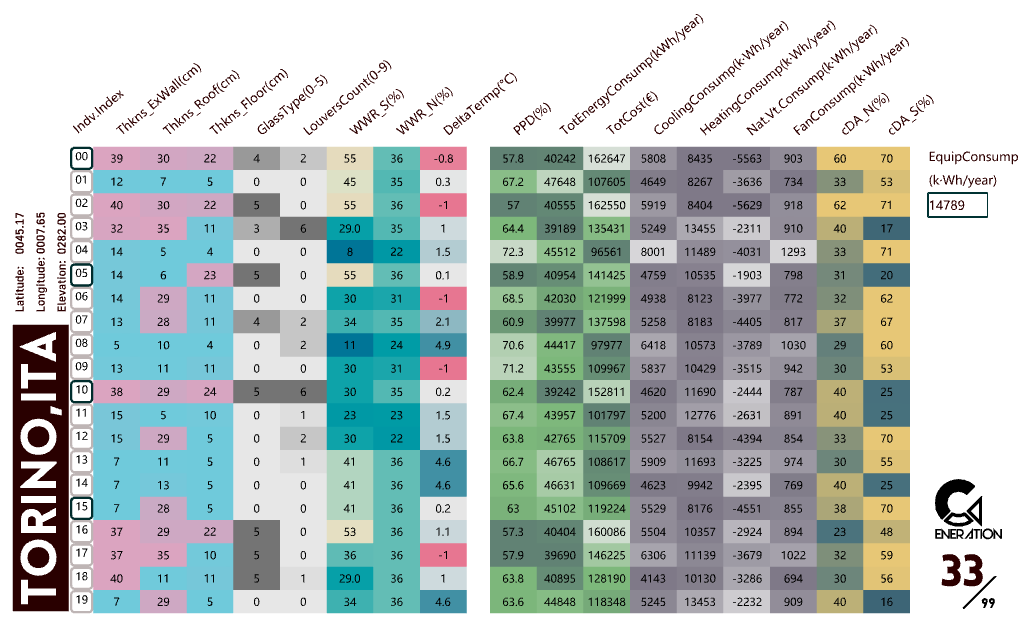 Indv.Index Thkns_ExWall(cm) Thkns_Roof(cm) Thkns_Floor(cm) GlassType(0-5) LouversCount(0-9) WWR_S(%) WWR_N(%) DeltaTermp(°C) PPD(%) TotEnergyConsump(kWh/year) TotCost(€) CoolingConsump(k·Wh/year) HeatingConsump(k·Wh/year) Nat.Vt.Consump(k·Wh/year) FanConsump(k·Wh/year) cDA_N(%) cDA_S(%)
00 39 30 22 4 2 55 36 -0.8 57.8 40242 162647 5808 8435 -5563 903 60 70
01 12 7 5 0 0 45 35 0.3 67.2 47648 107605 4649 8267 -3636 734 33 53
02 40 30 22 5 0 55 36 -1 57 40555 162550 5919 8404 -5629 918 62 71
03 32 35 11 3 6 29.0 36 1 64.4 39189 135431 5249 13455 -2311 910 40 17
04 14 5 4 0 0 8 22 1.5 72.3 45512 96561 8001 11489 -4031 1293 33 71
05 14 6 23 5 0 55 36 0.1 58.9 40954 141425 4759 10535 -1903 798 31 20
06 14 29 11 0 0 30 31 -1 68.5 42030 121999 4938 8123 -3977 772 32 62
07 13 28 11 4 2 34 35 2.1 60.9 39977 137598 5258 8183 -4405 817 37 67
08 5 10 4 0 2 11 24 4.9 70.6 44417 97977 6418 10573 -3789 1030 29 60
09 13 11 11 0 0 30 31 -1 71.2 43555 109967 5837 10429 -3515 942 30 53
10 38 29 24 5 6 30 35 0.2 62.4 39242 152811 4620 11690 -2444 787 40 25
11 15 5 10 0 1 23 23 1.5 67.4 43957 101797 5200 12776 -2631 891 40 25
12 15 29 5 0 2 30 22 1.5 63.8 42765 115709 5527 8154 -4394 854 33 70
13 7 11 5 0 1 41 36 4.6 66.7 46765 108617 5909 11693 -3225 974 30 55
14 7 13 5 0 0 41 36 4.6 65.6 46631 109669 4623 9942 -2395 769 40 25
15 7 28 5 0 0 41 36 0.2 63 45102 119224 5529 8176 -4551 855 38 70
16 37 29 22 5 0 53 36 1.1 57.3 40404 160086 5504 10357 -2924 894 23 48
17 37 35 10 5 0 36 36 -1 57.9 39690 146225 6306 11139 -3679 1022 32 59
18 40 11 11 5 1 29.0 36 1 63.8 40895 128190 4143 10130 -3286 694 30 56
19 7 29 5 0 0 34 36 4.6 63.6 44848 118348 5245 13453 -2232 909 40 16
EquipConsump
(k·Wh/year)
14789
Latitude: 0045.17
Longitude: 0007.65
Elevation: 0282.00
TORINO,ITA
ENERATION
33/99